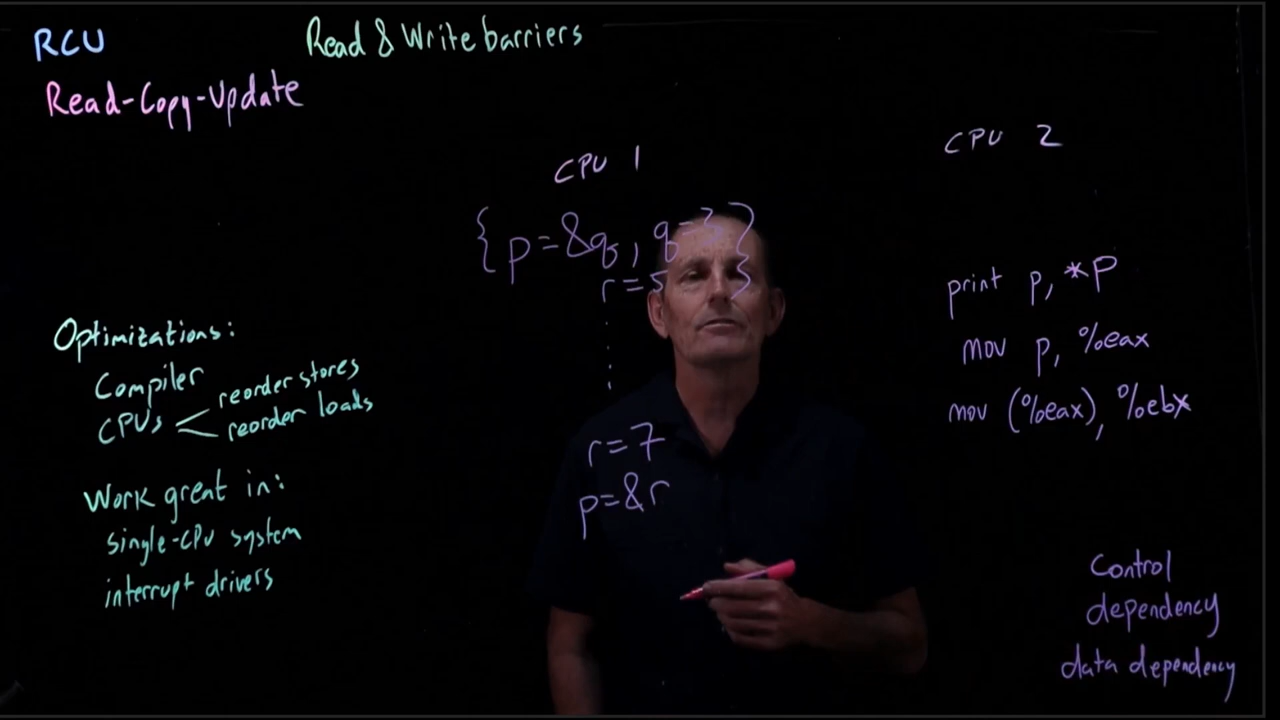 RCU
Read & Write barriers
Read-Copy-Update
CPU 1
CPU 2
{p=&q, q=
r=5 }
print p, *p
mov p, %eax
mov (%eax), %ebx
Optimizations:
Compiler
CPUs
reorder stores
reorder loads
Work great in:
single-CPU system
interrupt drivers
r=7
p=&r
Control
dependency
data dependency